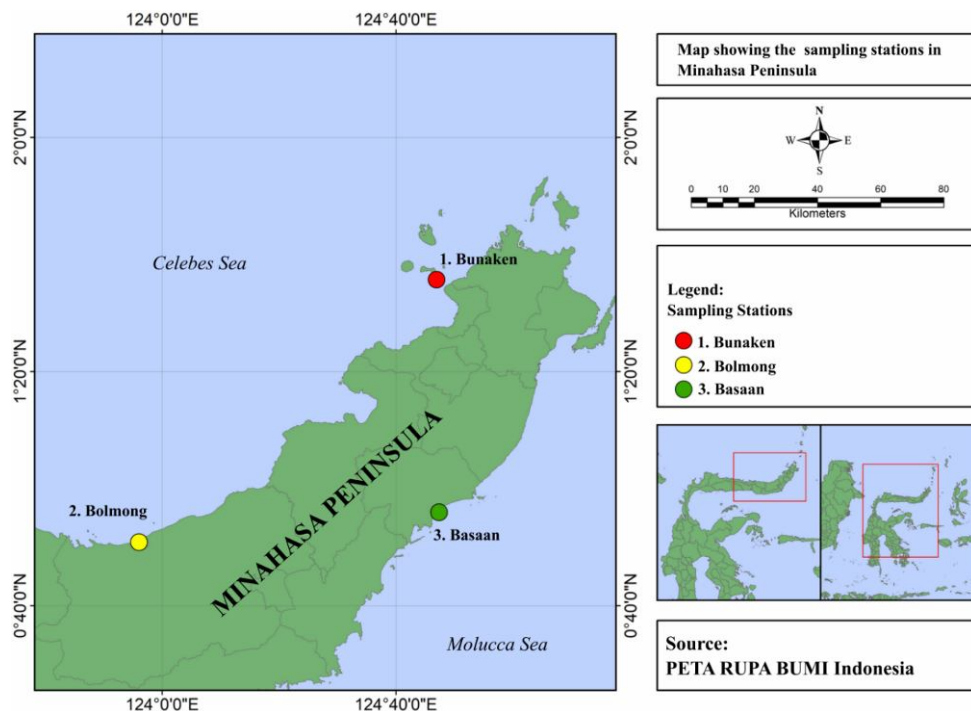 124°0'0"E
124°40'0"E
2°0'0"N
2°0'0"N
1. Bunaken
Celebes Sea
1°20'0"N
1°20'0"N
MINAHASA PENINSULA
2. Bolmong
3. Basaan
0°40'0"N
0°40'0"N
Molucca Sea
124°0'0"E
124°40'0"E
Map showing the sampling stations in
Minahasa Peninsula
N
W E
S
0 10 20 40 60 80
Kilometers
Legend:
Sampling Stations
1. Bunaken
2. Bolmong
3. Basaan
Source:
PETA RUPA BUMI Indonesia